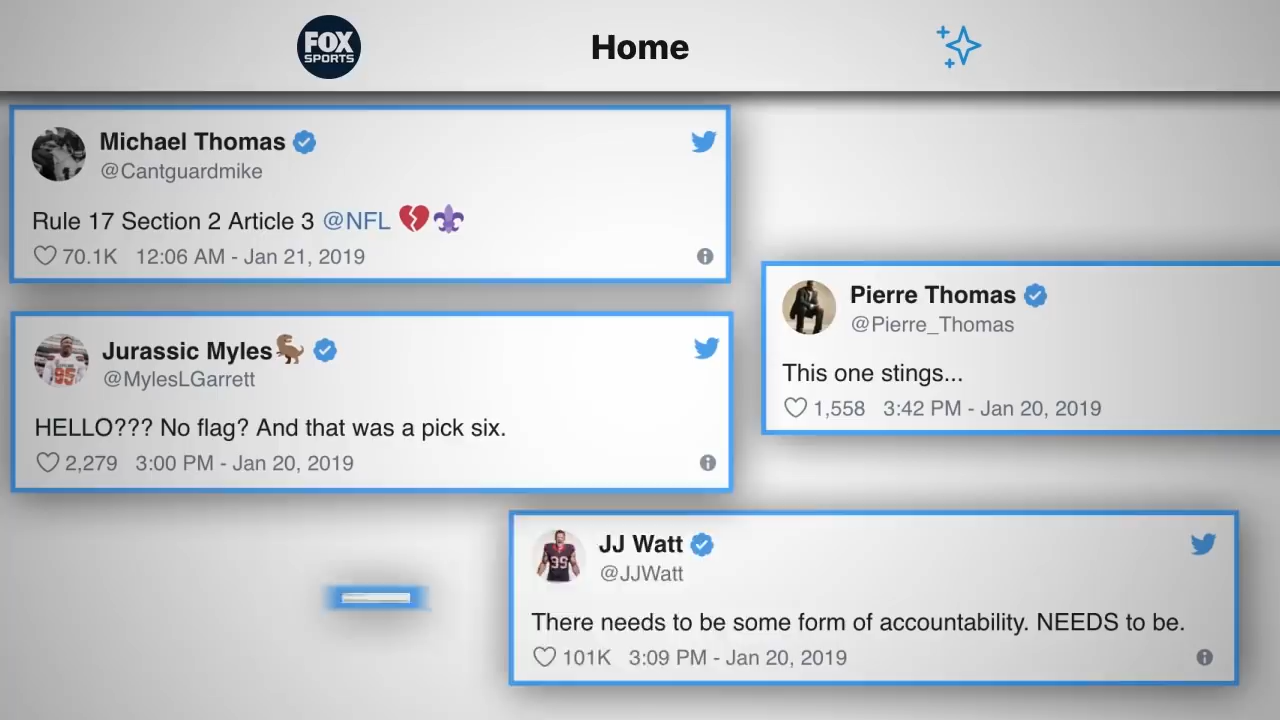 FOX
SPORTS
Home
Michael Thomas
@Cantguardmike
Rule 17 Section 2 Article 3 @NFL 💔⚜
70.1K 12:06 AM - Jan 21, 2019
Jurassic Myles🦖
@MylesLGarrett
HELLO??? No flag? And that was a pick six.
2,279 3:00 PM - Jan 20, 2019
Pierre Thomas
@Pierre_Thomas
This one stings...
1,558 3:42 PM - Jan 20, 2019
JJ Watt
@JJWatt
There needs to be some form of accountability. NEEDS to be.
101K 3:09 PM - Jan 20, 2019
95
99